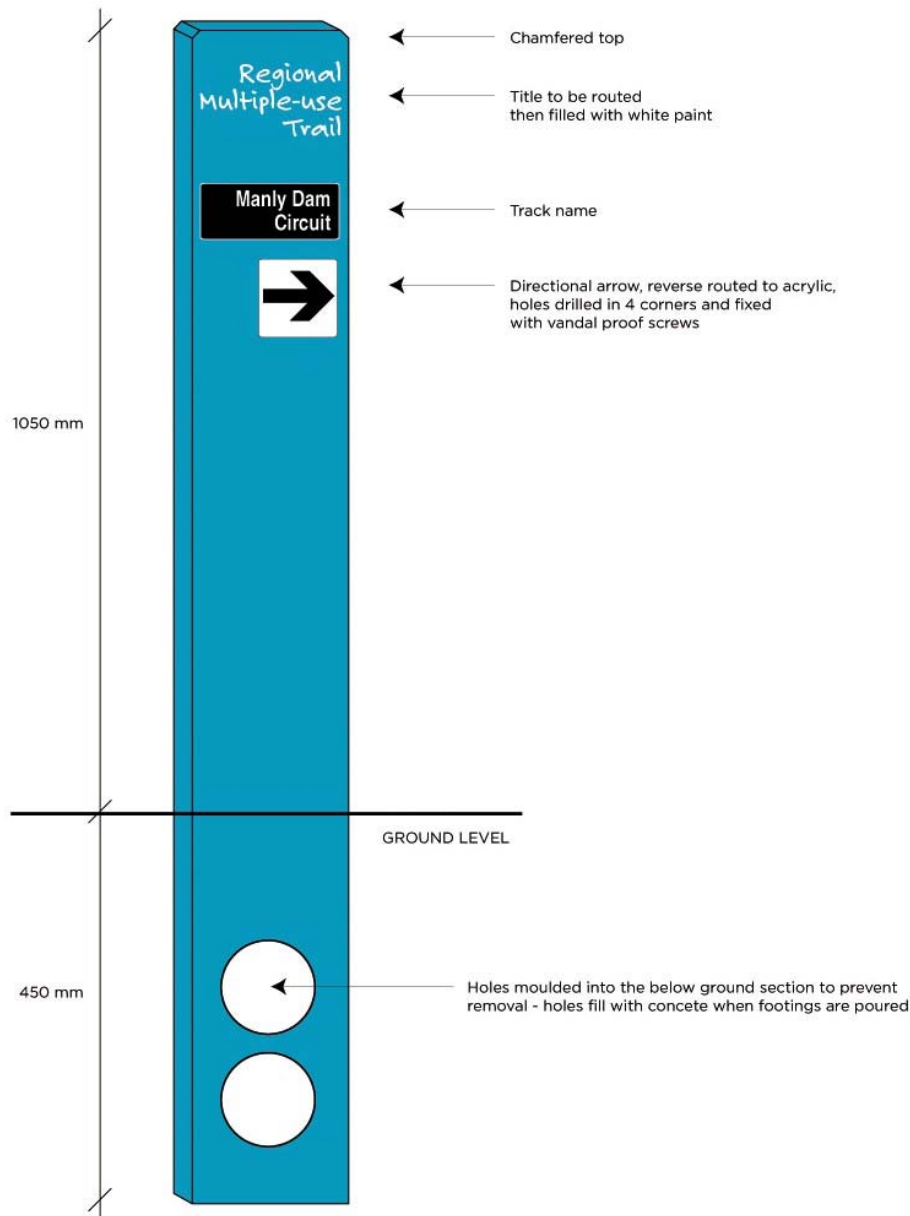 Chamfered top
Regional
Multiple-use
Trail
Title to be routed
then filled with white paint
Manly Dam
Circuit
Track name
Directional arrow, reverse routed to acrylic,
holes drilled in 4 corners and fixed
with vandal proof screws
1050 mm
GROUND LEVEL
450 mm
Holes moulded into the below ground section to prevent
removal - holes fill with concete when footings are poured